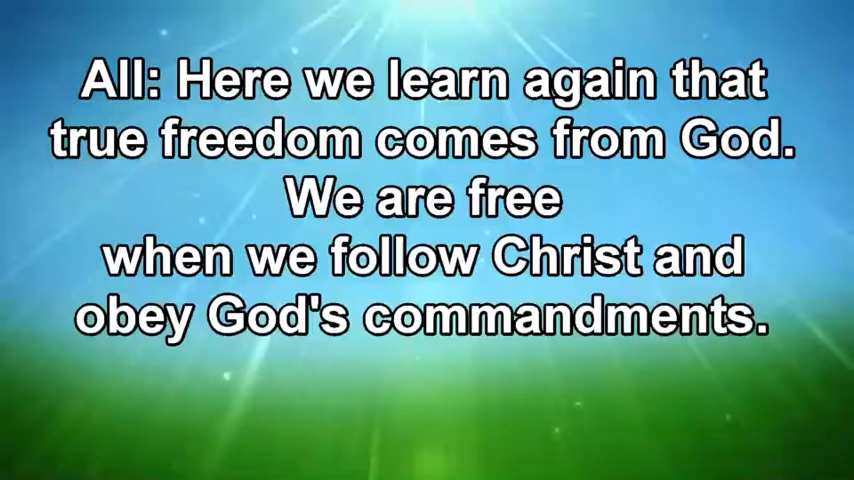 All: Here we learn again that
true freedom comes from God.
We are free
when we follow Christ and
obey God's commandments.